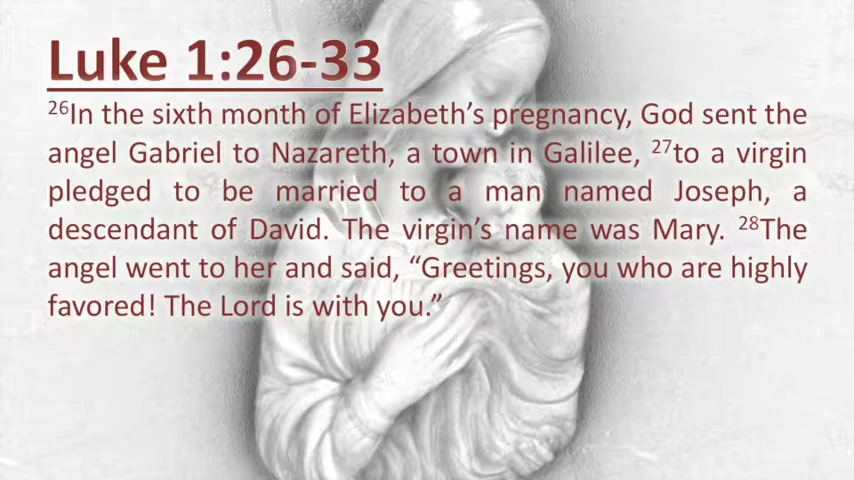 Luke 1:26-33
²⁶In the sixth month of Elizabeth’s pregnancy, God sent the
angel Gabriel to Nazareth, a town in Galilee, ²⁷to a virgin
pledged to be married to a man named Joseph, a
descendant of David. The virgin’s name was Mary. ²⁸The
angel went to her and said, “Greetings, you who are highly
favored! The Lord is with you.”